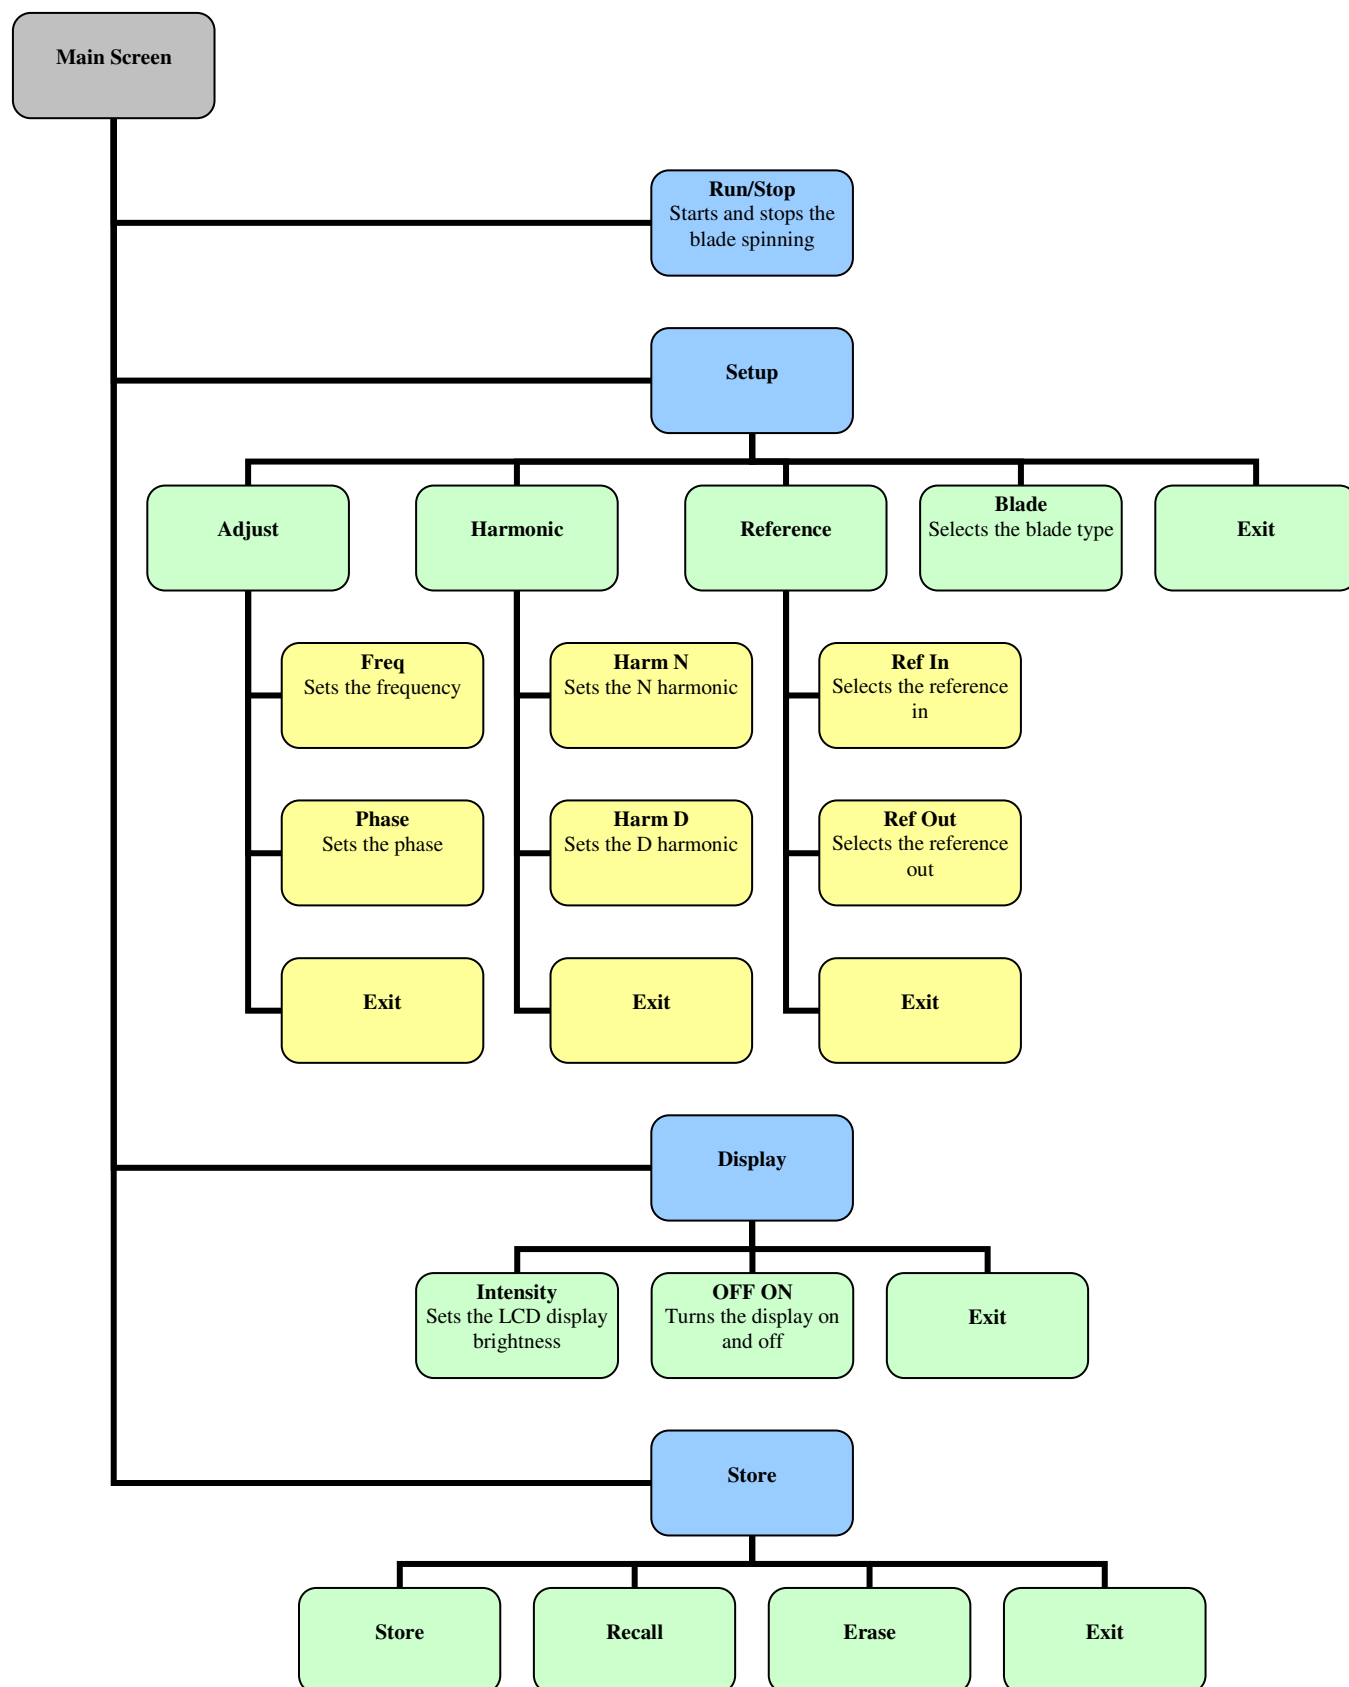 Main Screen
Run/Stop
Starts and stops the
blade spinning
Setup
Adjust
Harmonic
Reference
Blade
Selects the blade type
Exit
Freq
Sets the frequency
Harm N
Sets the N harmonic
Ref In
Selects the reference
in
Phase
Sets the phase
Harm D
Sets the D harmonic
Ref Out
Selects the reference
out
Exit
Exit
Exit
Display
Intensity
Sets the LCD display
brightness
OFF ON
Turns the display on
and off
Exit
Store
Store
Recall
Erase
Exit